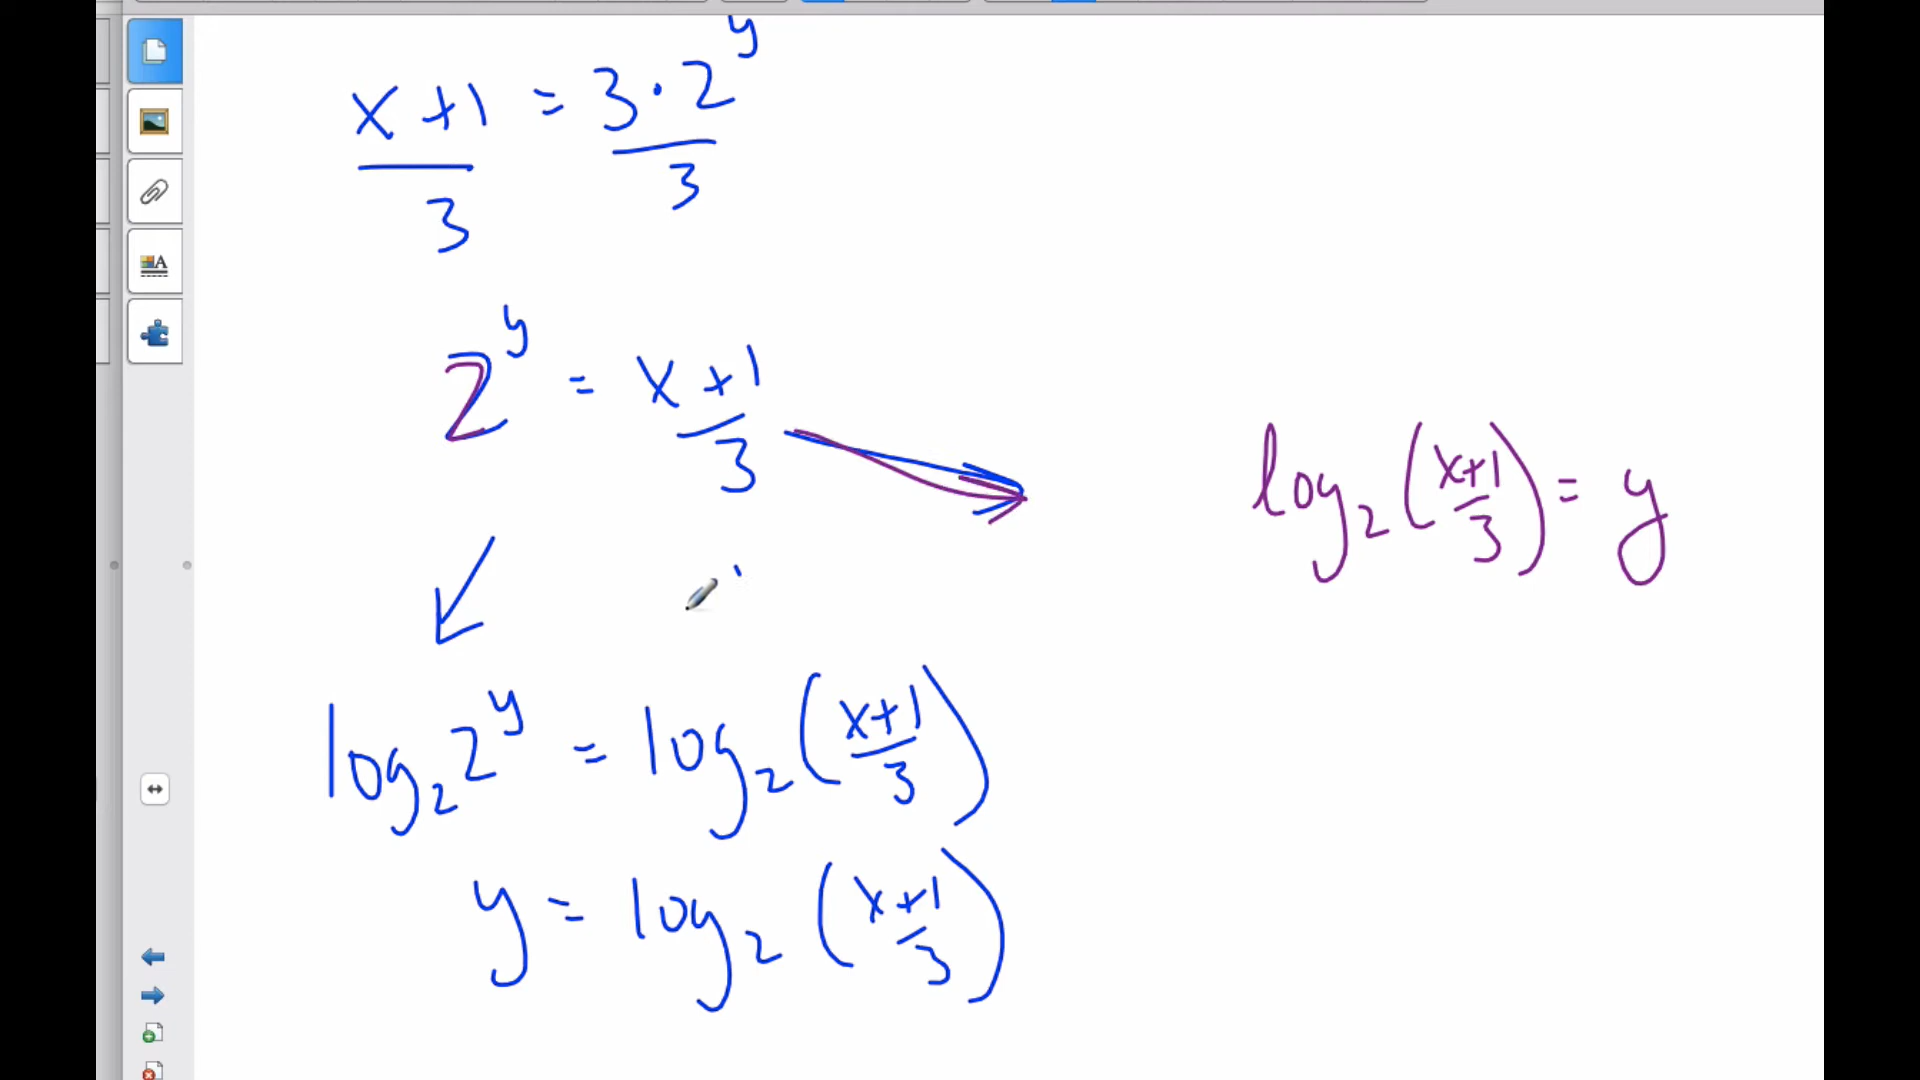 x+1 = 3·2^y
3 3
2^y = x+1
3
log₂(x+1/3) = y
log₂2^y = log₂(x+1/3)
y = log₂(x+1/3)